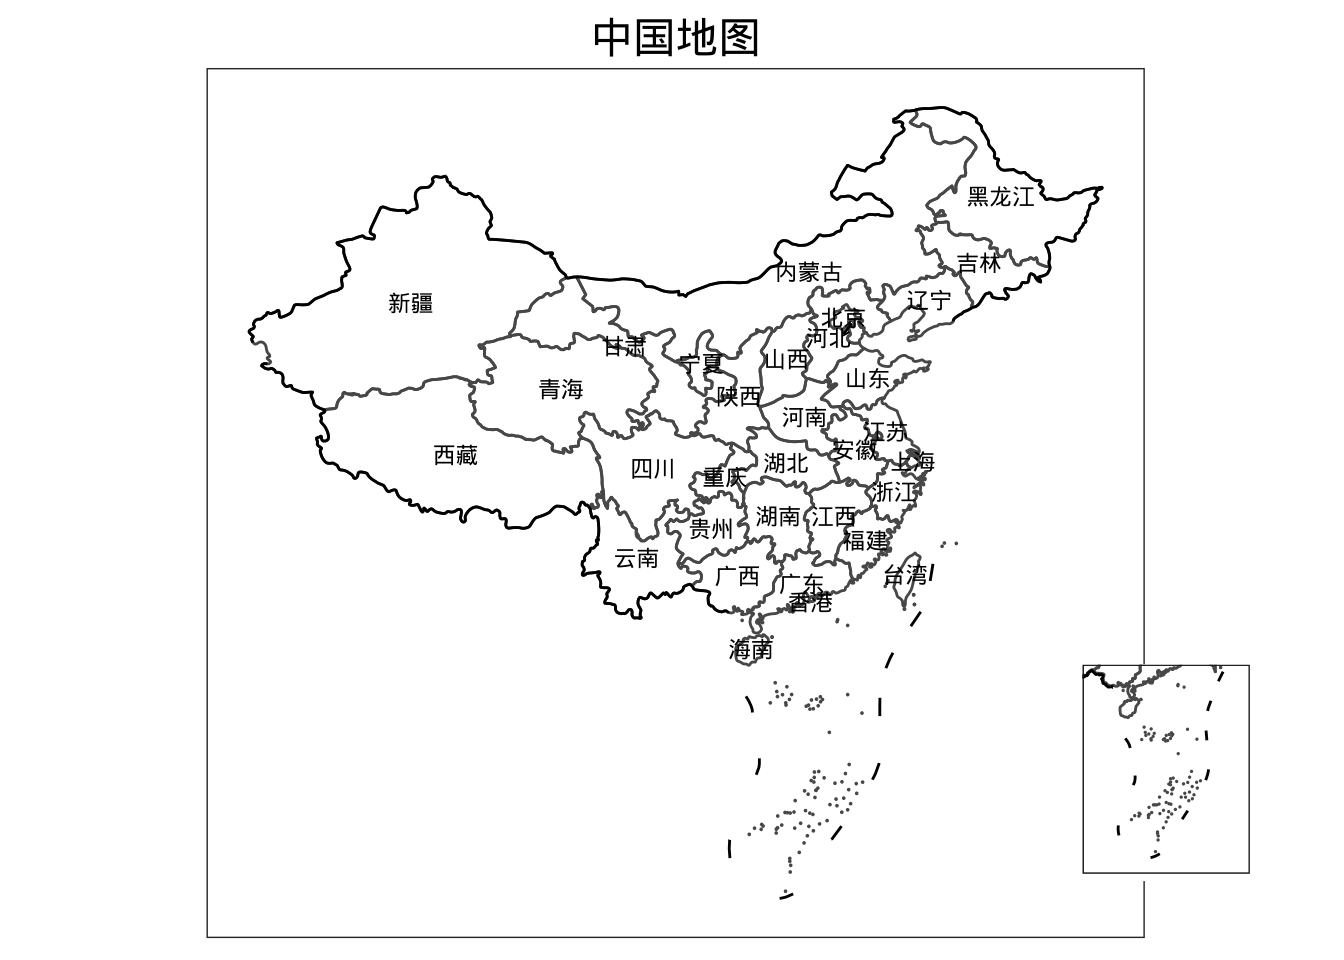 中国地图
黑龙江
吉林
内蒙古
辽宁
新疆
北京
河北
甘肃
山西
宁夏
山东
青海
陕西
河南
江苏
安徽
西藏
上海
湖北
四川
重庆
浙江
湖南
江西
贵州
福建
云南
台湾
广西
广东
香港
海南